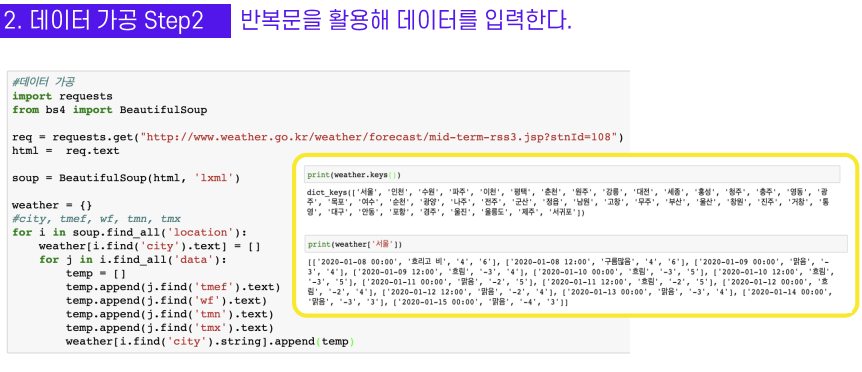 2. 데이터 가공 Step2 반복문을 활용해 데이터를 입력한다.
#데이터 가공
import requests
from bs4 import BeautifulSoup
req = requests.get("http://www.weather.go.kr/weather/forecast/mid-term-rss3.jsp?stnId=108")
html =  req.text
soup = BeautifulSoup(html, 'lxml')
weather = {}
#city, tmef, wf, tmn, tmx
for i in soup.find_all('location'):
    weather[i.find('city').text] = []
    for j in i.find_all('data'):
        temp = []
        temp.append(j.find('tmef').text)
        temp.append(j.find('wf').text)
        temp.append(j.find('tmn').text)
        temp.append(j.find('tmx').text)
        weather[i.find('city').string].append(temp)
print(weather.keys())
dict_keys(['서울', '인천', '수원', '파주', '이천', '평택', '춘천', '원주', '강릉', '대전', '세종', '홍성', '청주', '충주', '영동', '광
주', '목포', '여수', '순천', '광양', '나주', '전주', '군산', '정읍', '남원', '고창', '무주', '부산', '울산', '창원', '진주', '거창', '통
영', '대구', '안동', '포항', '경주', '울진', '울릉도', '제주', '서귀포'])
print(weather['서울'])
[['2020-01-08 00:00', '흐리고 비', '4', '6'], ['2020-01-08 12:00', '구름많음', '4', '6'], ['2020-01-09 00:00', '맑음', '-
3', '4'], ['2020-01-09 12:00', '흐림', '-3', '4'], ['2020-01-10 00:00', '흐림', '-3', '5'], ['2020-01-10 12:00', '흐림',
'-3', '5'], ['2020-01-11 00:00', '맑음', '-2', '5'], ['2020-01-11 12:00', '흐림', '-2', '5'], ['2020-01-12 00:00', '흐
림', '-2', '4'], ['2020-01-12 12:00', '맑음', '-2', '4'], ['2020-01-13 00:00', '맑음', '-3', '4'], ['2020-01-14 00:00',
'맑음', '-3', '3'], ['2020-01-15 00:00', '맑음', '-4', '3']]